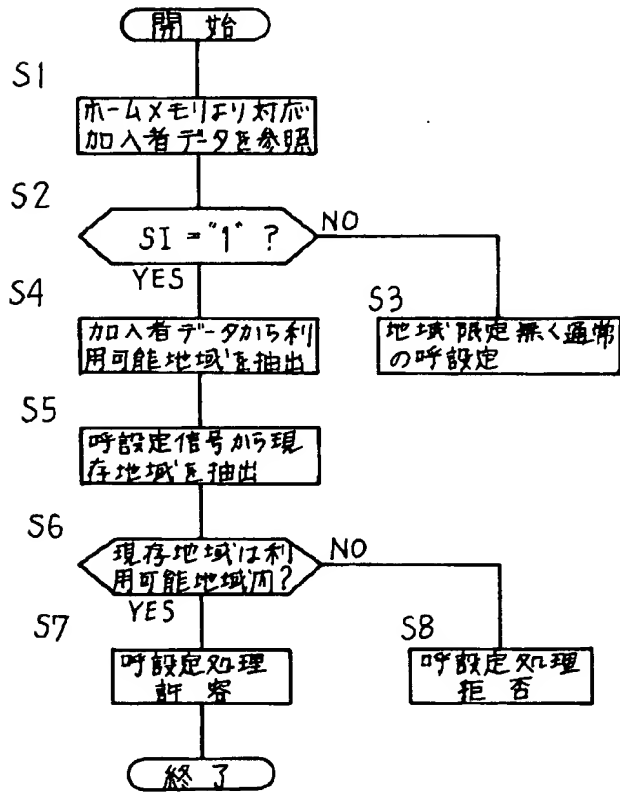 開始
S1
ホームメモリより対応
加入者データを参照
S2
SI = "1" ?
NO
YES
S4
加入者データから利
用可能地域を抽出
S3
地域限定無く通常
の呼設定
S5
呼設定信号から現
在地域を抽出
S6
現存地域は利
用可能地域内?
NO
YES
S7
呼設定処理
許容
S8
呼設定処理
拒否
終了